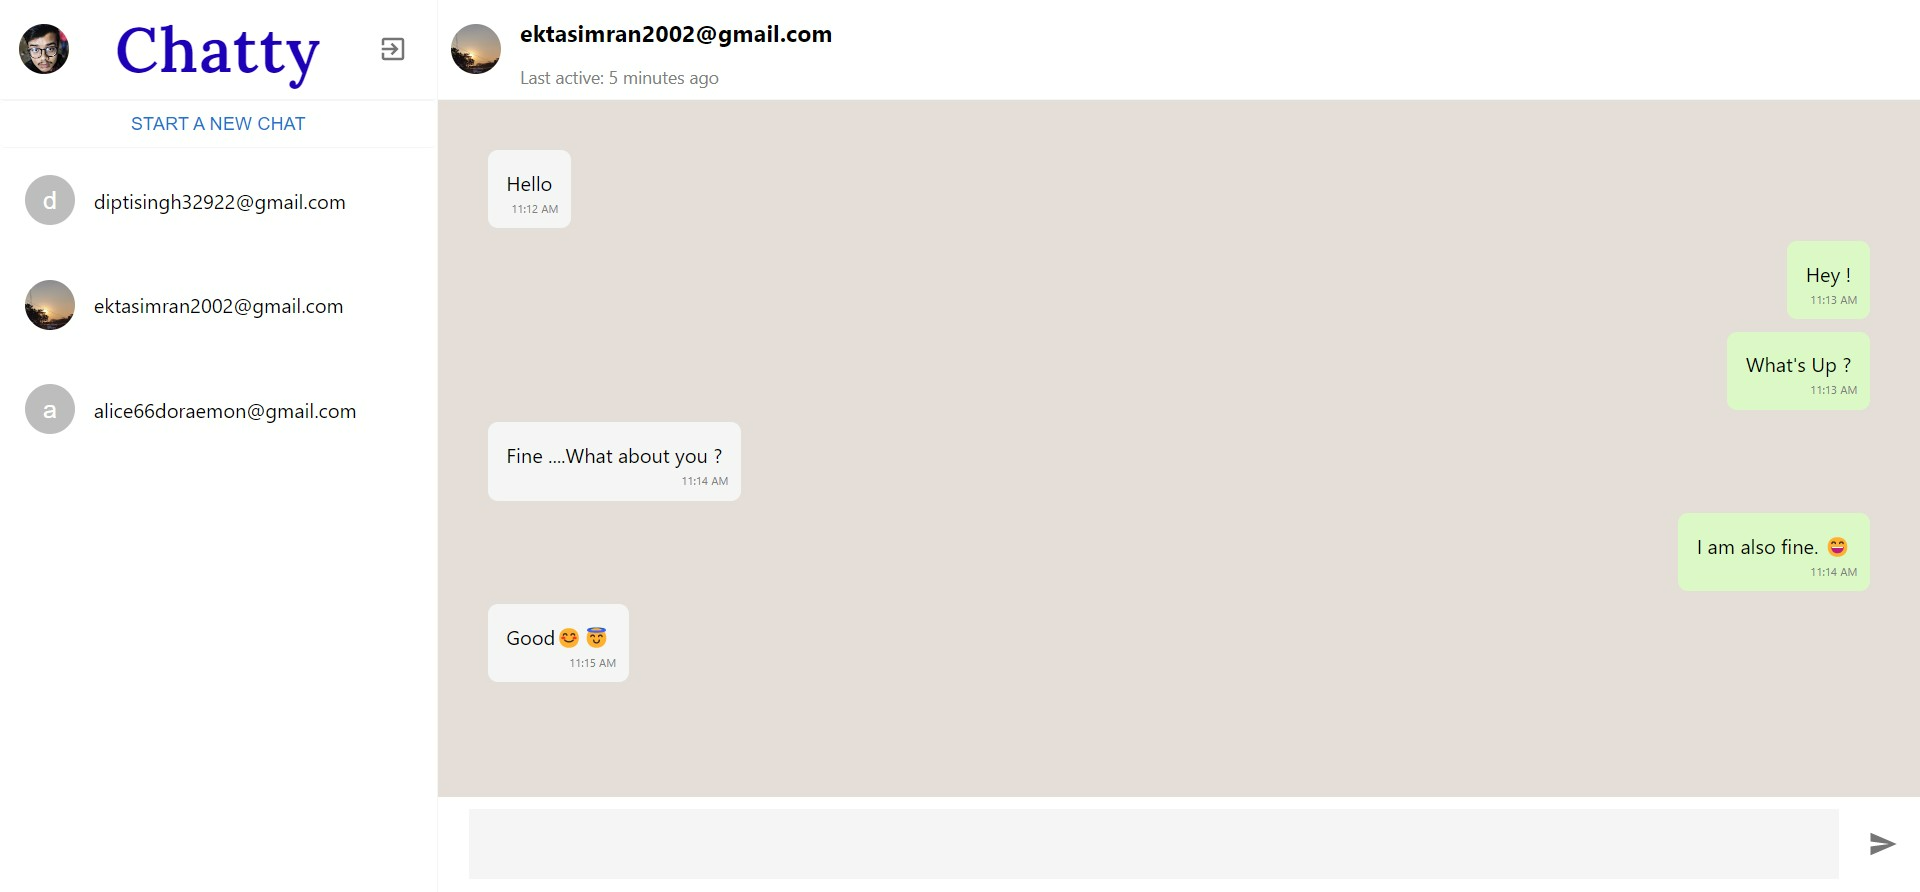 Chatty
START A NEW CHAT
d
diptisingh32922@gmail.com
ektasimran2002@gmail.com
a
alice66doraemon@gmail.com
ektasimran2002@gmail.com
Last active: 5 minutes ago
Hello
11:12 AM
Hey !
11:13 AM
What's Up ?
11:13 AM
Fine ....What about you ?
11:14 AM
I am also fine. 😄
11:14 AM
Good😊 😇
11:15 AM